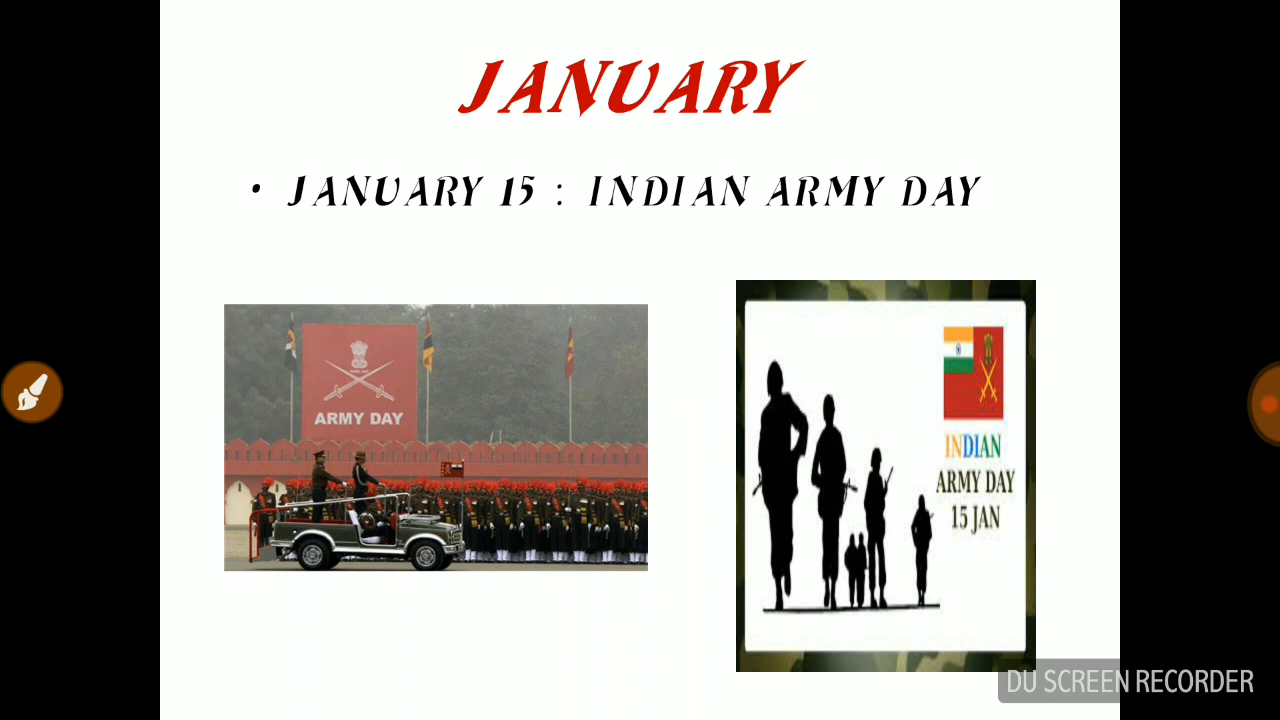 JANUARY
• JANUARY 15 : INDIAN ARMY DAY
ARMY DAY
INDIAN
ARMY DAY
15 JAN
DU SCREEN RECORDER